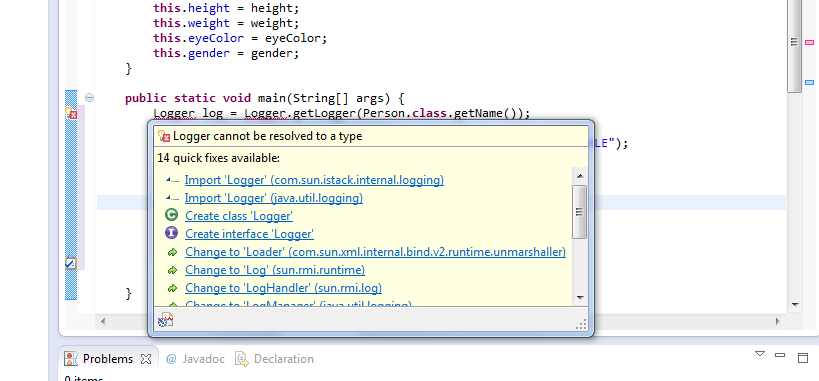 this.height = height;
this.weight = weight;
this.eyeColor = eyeColor;
this.gender = gender;
}
public static void main(String[] args) {
Logger log = Logger.getLogger(Person.class.getName());
LE");
Logger cannot be resolved to a type
14 quick fixes available:
Import 'Logger' (com.sun.istack.internal.logging)
Import 'Logger' (java.util.logging)
Create class 'Logger'
Create interface 'Logger'
Change to 'Loader' (com.sun.xml.internal.bind.v2.runtime.unmarshaller)
Change to 'Log' (sun.rmi.runtime)
Change to 'LogHandler' (sun.rmi.log)
Change to 'LogManager' (java.util.logging)
}
Problems @ Javadoc Declaration
0 items